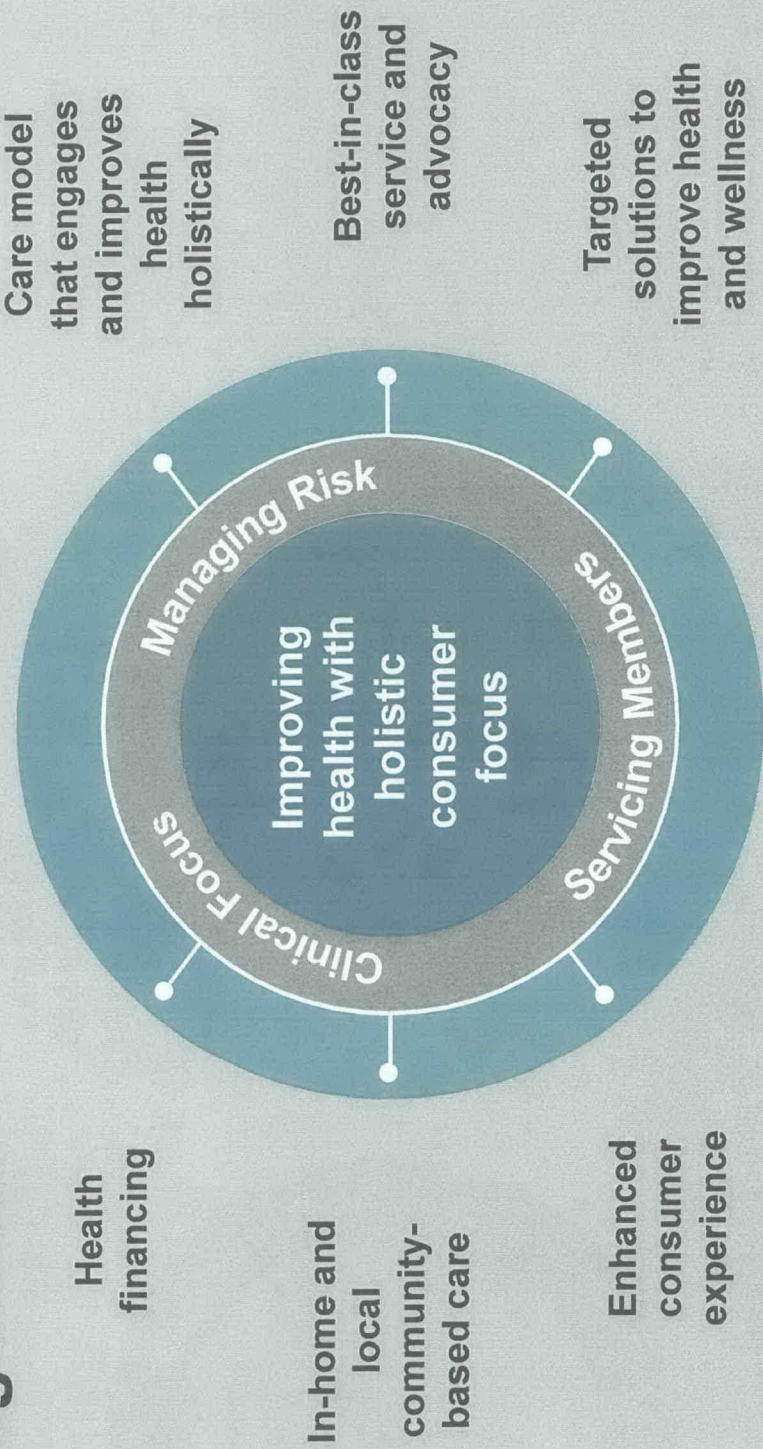 Health
financing
In-home and
local
community-
based care
Enhanced
consumer
experience
Clinical Focus
Managing Risk
Servicing Members
Improving
health with
holistic
consumer
focus
Care model
that engages
and improves
health
holistically
Best-in-class
service and
advocacy
Targeted
solutions to
improve health
and wellness